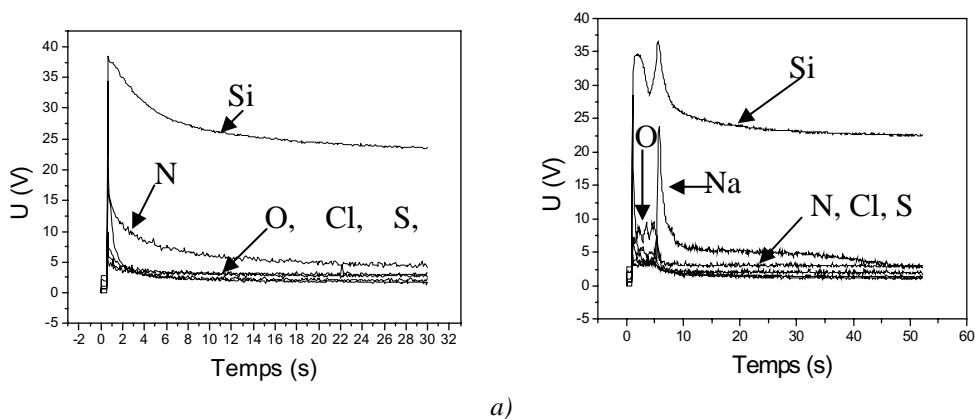 40
35
30
25
20
15
10
5
0
-5
U (V)
Si
N
O, Cl, S,
-2 0 2 4 6 8 10 12 14 16 18 20 22 24 26 28 30 32
Temps (s)
40
35
30
25
20
15
10
5
0
-5
U (V)
Si
O
Na
N, Cl, S
0 10 20 30 40 50 60
Temps (s)
a)